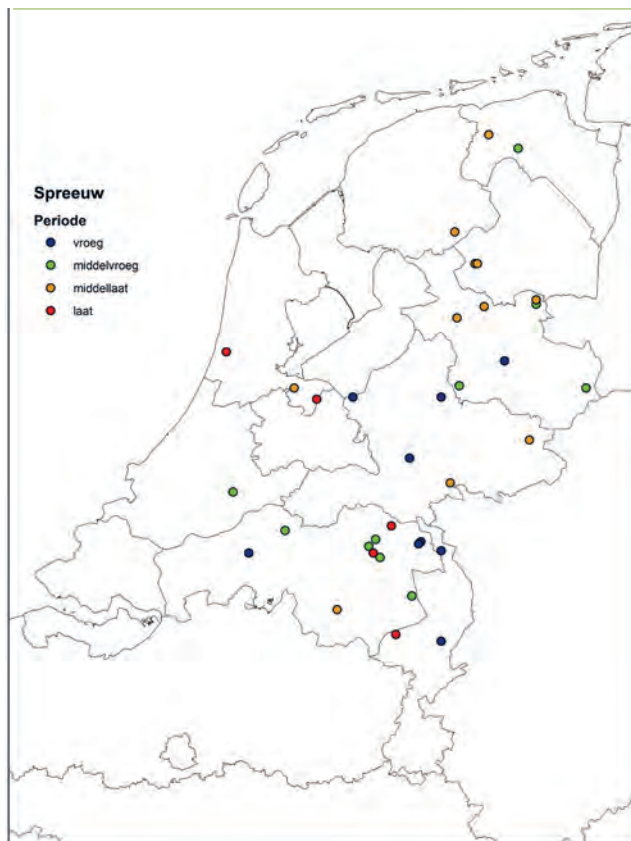 Spreeuw
Periode
vroeg
middelvroeg
middellaat
laat